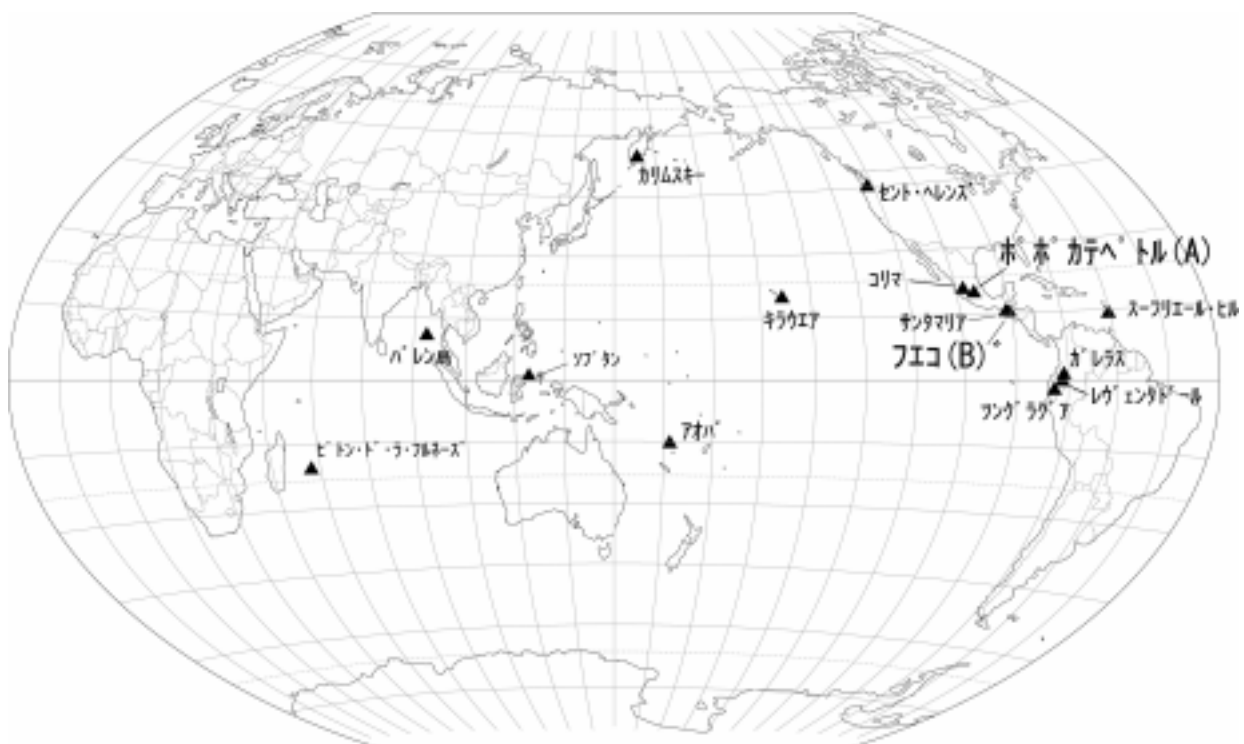 カリムスキー
セント・ヘレンズ
ポポカテペトル(A)
コリマ
キラウエア
サンタマリア
スーフリエール・ヒル
フエゴ(B)
バレン島
ソプタン
ガレラス
レヴェンタドール
ツングラグア
アオバ
ピトン・ド・ラ・フルネーズ